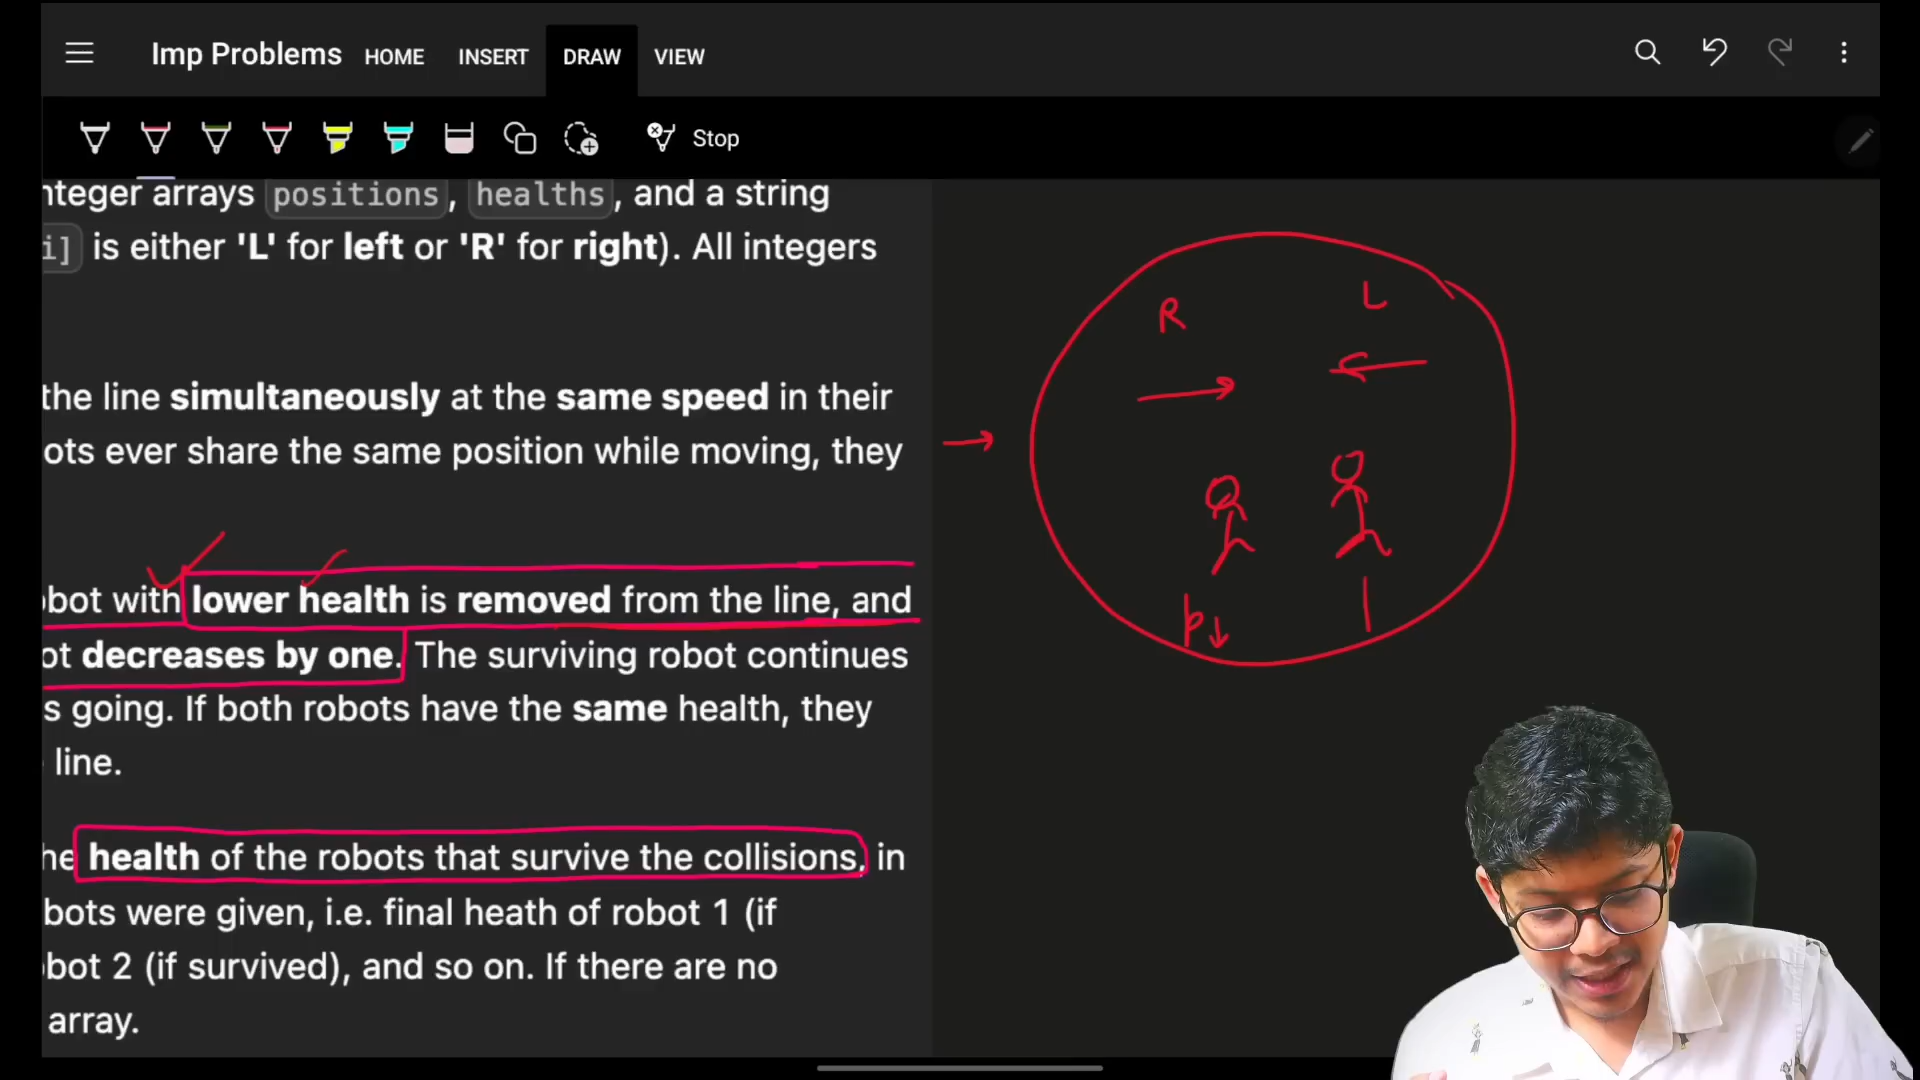 Imp Problems HOME INSERT DRAW VIEW
Stop
nteger arrays positions, healths, and a string
i] is either 'L' for left or 'R' for right). All integers
the line simultaneously at the same speed in their
ots ever share the same position while moving, they
obot with lower health is removed from the line, and
ot decreases by one. The surviving robot continues
s going. If both robots have the same health, they
line.
he health of the robots that survive the collisions, in
bots were given, i.e. final heath of robot 1 (if
obot 2 (if survived), and so on. If there are no
array.
R L